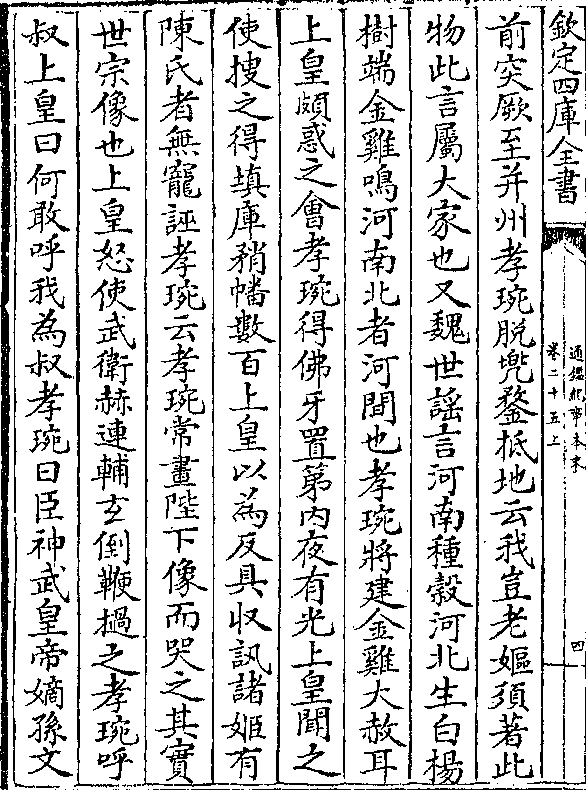 欽定四庫全書
通鑑紀事本末
卷二十五上
四
前突厥至并州孝琬脱兠鍪抵地云我豈老嫗須著此
物此言屬大家也又魏世謡言河南種榖河北生白楊
樹端金雞鳴河南北者河間也孝琬將建金雞大赦耳
上皇頗惑之會孝琬得佛牙置第内夜有光上皇聞之
使搜之得填庫矟幡數百上皇以為反具收訊諸姬有
陳氏者無寵誣孝琬云孝琬常畫陛下像而哭之其實
世宗像也上皇怒使武衛赫連輔𤣥倒鞭撾之孝琬呼
叔上皇曰何敢呼我為叔孝琬曰臣神武皇帝嫡孫文